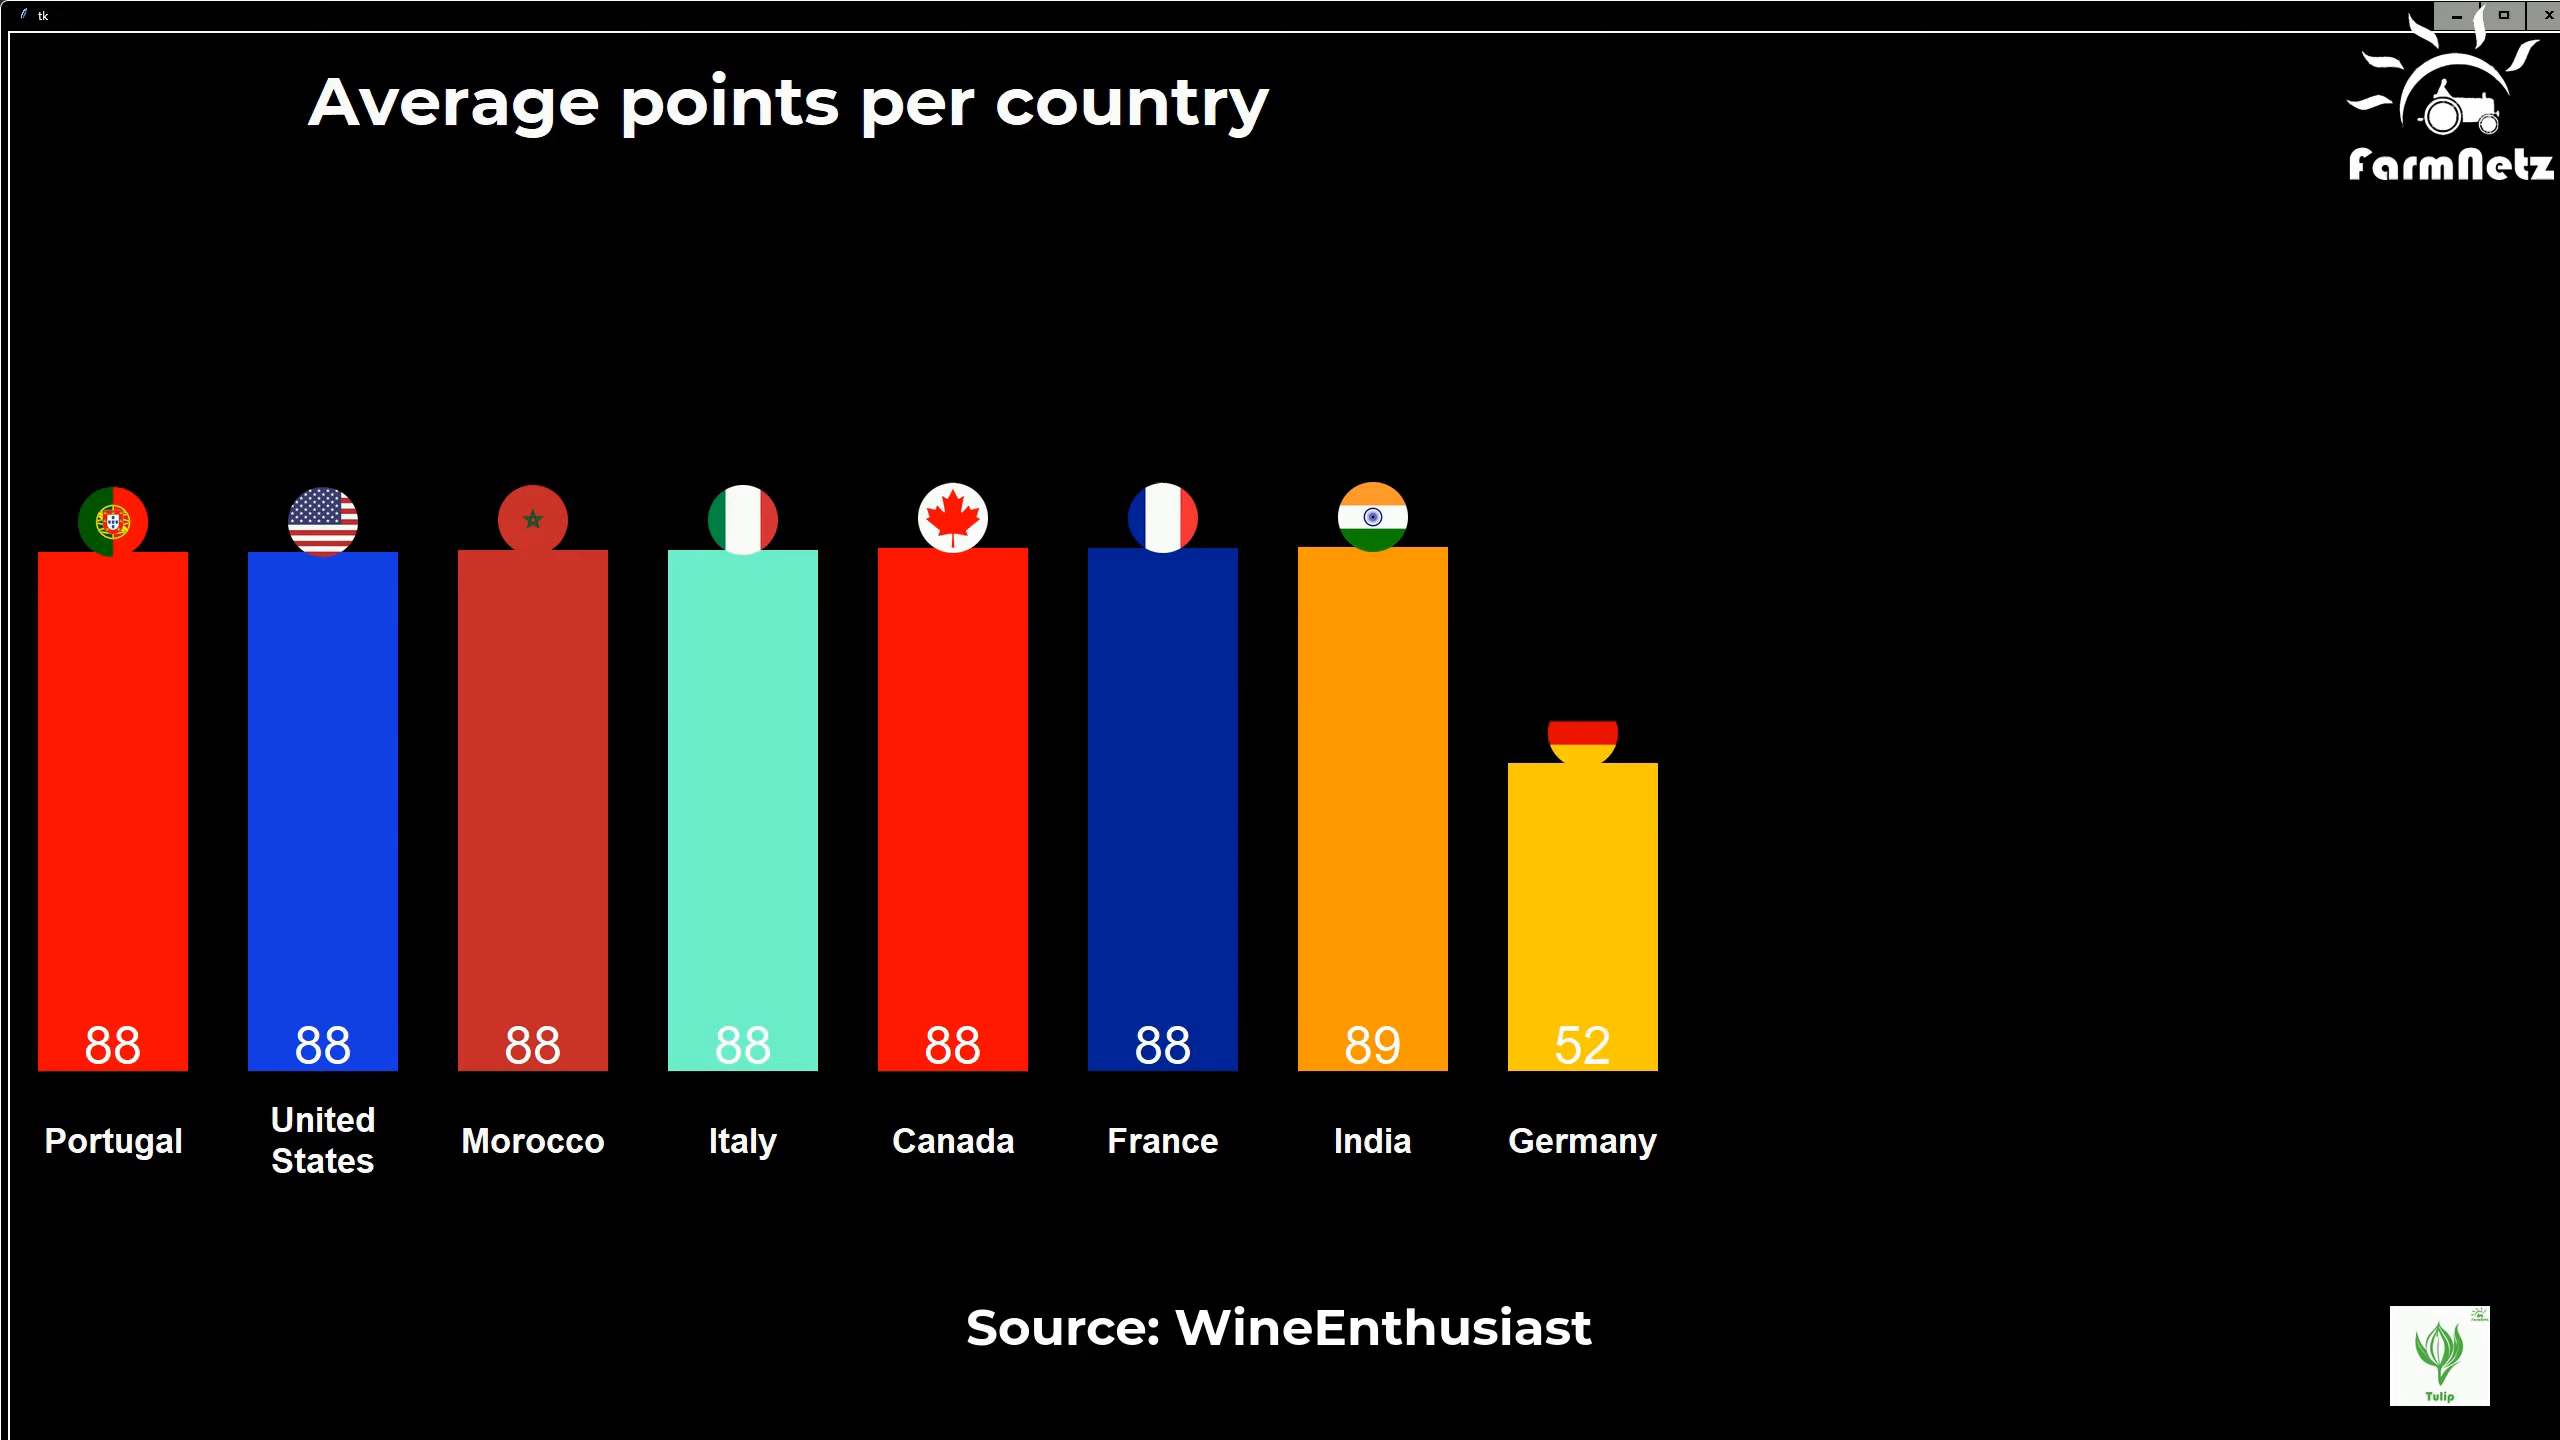 tk
Average points per country
FarmNetz
88
88
88
88
88
88
89
52
Portugal
United
States
Morocco
Italy
Canada
France
India
Germany
Source: WineEnthusiast
Tulip